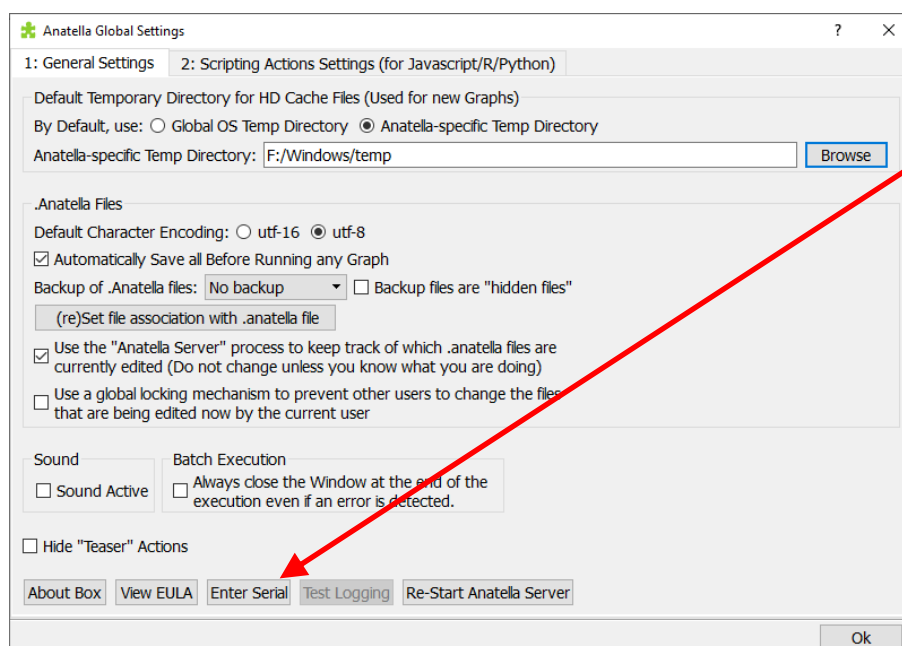 Anatella Global Settings
1: General Settings
2: Scripting Actions Settings (for Javascript/R/Python)
Default Temporary Directory for HD Cache Files (Used for new Graphs)
By Default, use: Global OS Temp Directory Anatella-specific Temp Directory
Anatella-specific Temp Directory: F:/Windows/temp Browse
.Anatella Files
Default Character Encoding: utf-16 utf-8
Automatically Save all Before Running any Graph
Backup of .Anatella files: No backup Backup files are "hidden files"
(re)Set file association with .anatella file
Use the "Anatella Server" process to keep track of which .anatella files are
currently edited (Do not change unless you know what you are doing)
Use a global locking mechanism to prevent other users to change the files
that are being edited now by the current user
Sound
Sound Active
Batch Execution
Always close the Window at the end of the
execution even if an error is detected.
Hide "Teaser" Actions
About Box View EULA Enter Serial Test Logging Re-Start Anatella Server
Ok